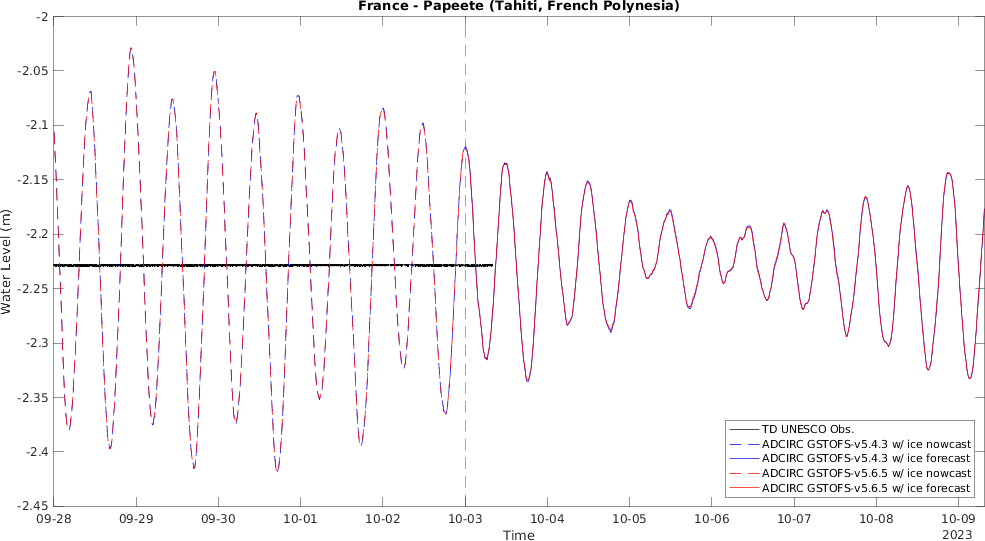 France - Papeete (Tahiti, French Polynesia)
-2
-2.05
-2.1
-2.15
-2.2
-2.25
-2.3
-2.35
-2.4
-2.45
Water Level (m)
09-28 09-29 09-30 10-01 10-02 10-03 10-04 10-05 10-06 10-07 10-08 10-09
2023
Time
TD UNESCO Obs.
ADCIRC GSTOFS-v5.4.3 w/ ice nowcast
ADCIRC GSTOFS-v5.4.3 w/ ice forecast
ADCIRC GSTOFS-v5.6.5 w/ ice nowcast
ADCIRC GSTOFS-v5.6.5 w/ ice forecast